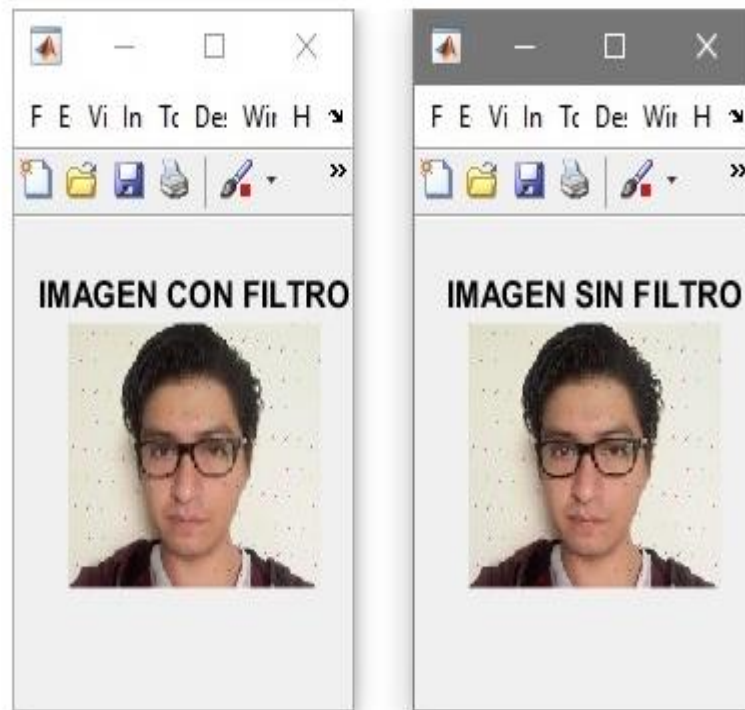 F E Vi In Tc De: Wir H
IMAGEN CON FILTRO
F E Vi In Tc De: Wir H
IMAGEN SIN FILTRO